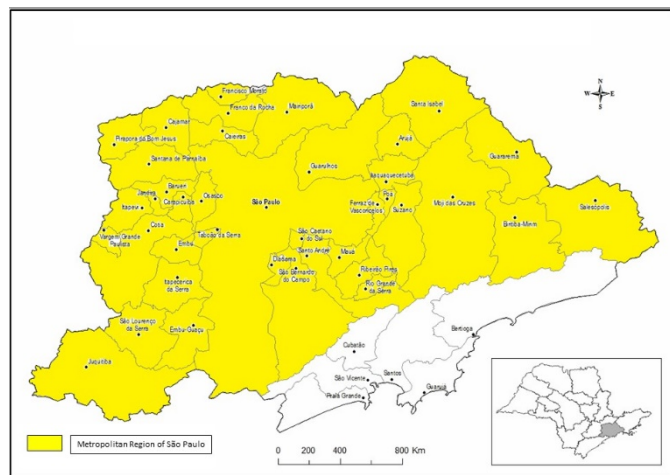 Francisco Morato
Franco da Rocha
Mairiporã
Santa Isabel
N
W E
S
Cajamar
Caieiras
Pirapora do Bom Jesus
Arujá
Guararema
Santana de Parnaíba
Guarulhos
Itaquaquecetuba
Barueri
Jandira
Carapicuíba
Osasco
Poá
Itapevi
São Paulo
Ferraz de
Vasconcelos
Suzano
Moji das Cruzes
Salesópolis
Biritiba-Mirim
Vargem Grande
Paulista
Cotia
Taboão da Serra
São Caetano
do Sul
Embu
Santo André
Mauá
Diadema
São Bernardo
do Campo
Ribeirão Pires
Itapecerica
da Serra
Rio Grande
da Serra
São Lourenço
da Serra
Embu-Guaçu
Bertioga
Cubatão
Juquitiba
São Vicente
Santos
Guarujá
Praia Grande
Metropolitan Region of São Paulo
0 200 400 800 Km